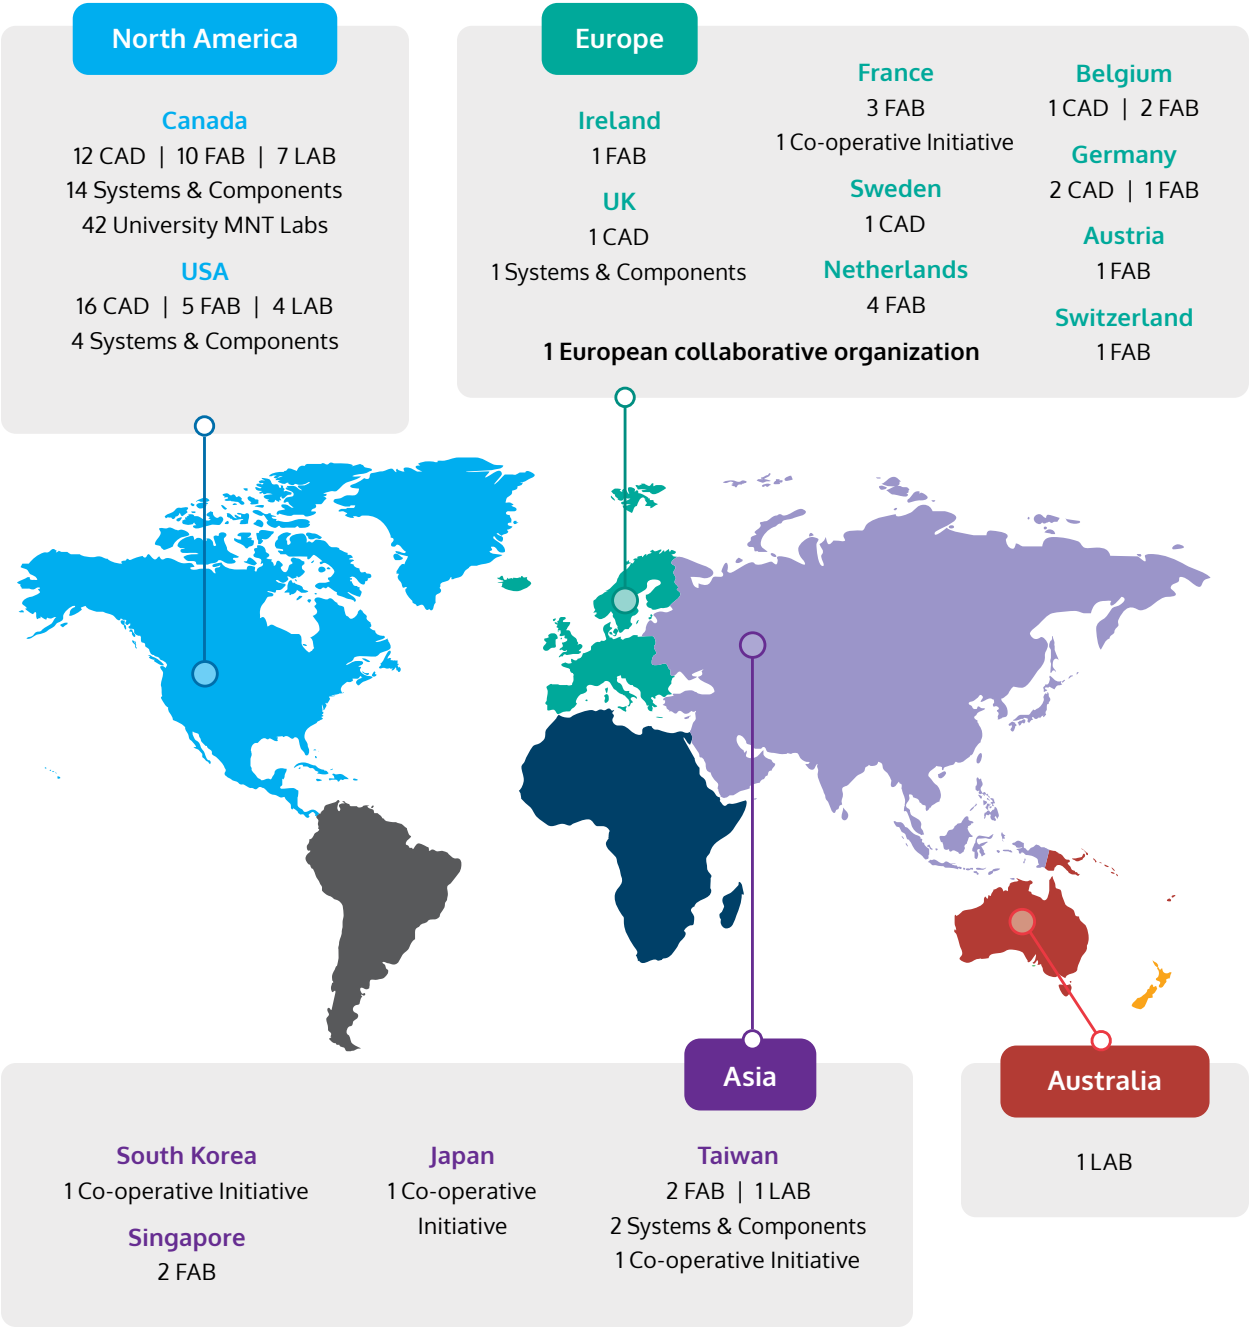 North America
Canada
12 CAD | 10 FAB | 7 LAB
14 Systems & Components
42 University MNT Labs
USA
16 CAD | 5 FAB | 4 LAB
4 Systems & Components
Europe
Ireland
1 FAB
UK
1 CAD
1 Systems & Components
France
3 FAB
1 Co-operative Initiative
Sweden
1 CAD
Netherlands
4 FAB
Belgium
1 CAD | 2 FAB
Germany
2 CAD | 1 FAB
Austria
1 FAB
Switzerland
1 FAB
1 European collaborative organization
Asia
South Korea
1 Co-operative Initiative
Singapore
2 FAB
Japan
1 Co-operative
Initiative
Taiwan
2 FAB | 1 LAB
2 Systems & Components
1 Co-operative Initiative
Australia
1 LAB